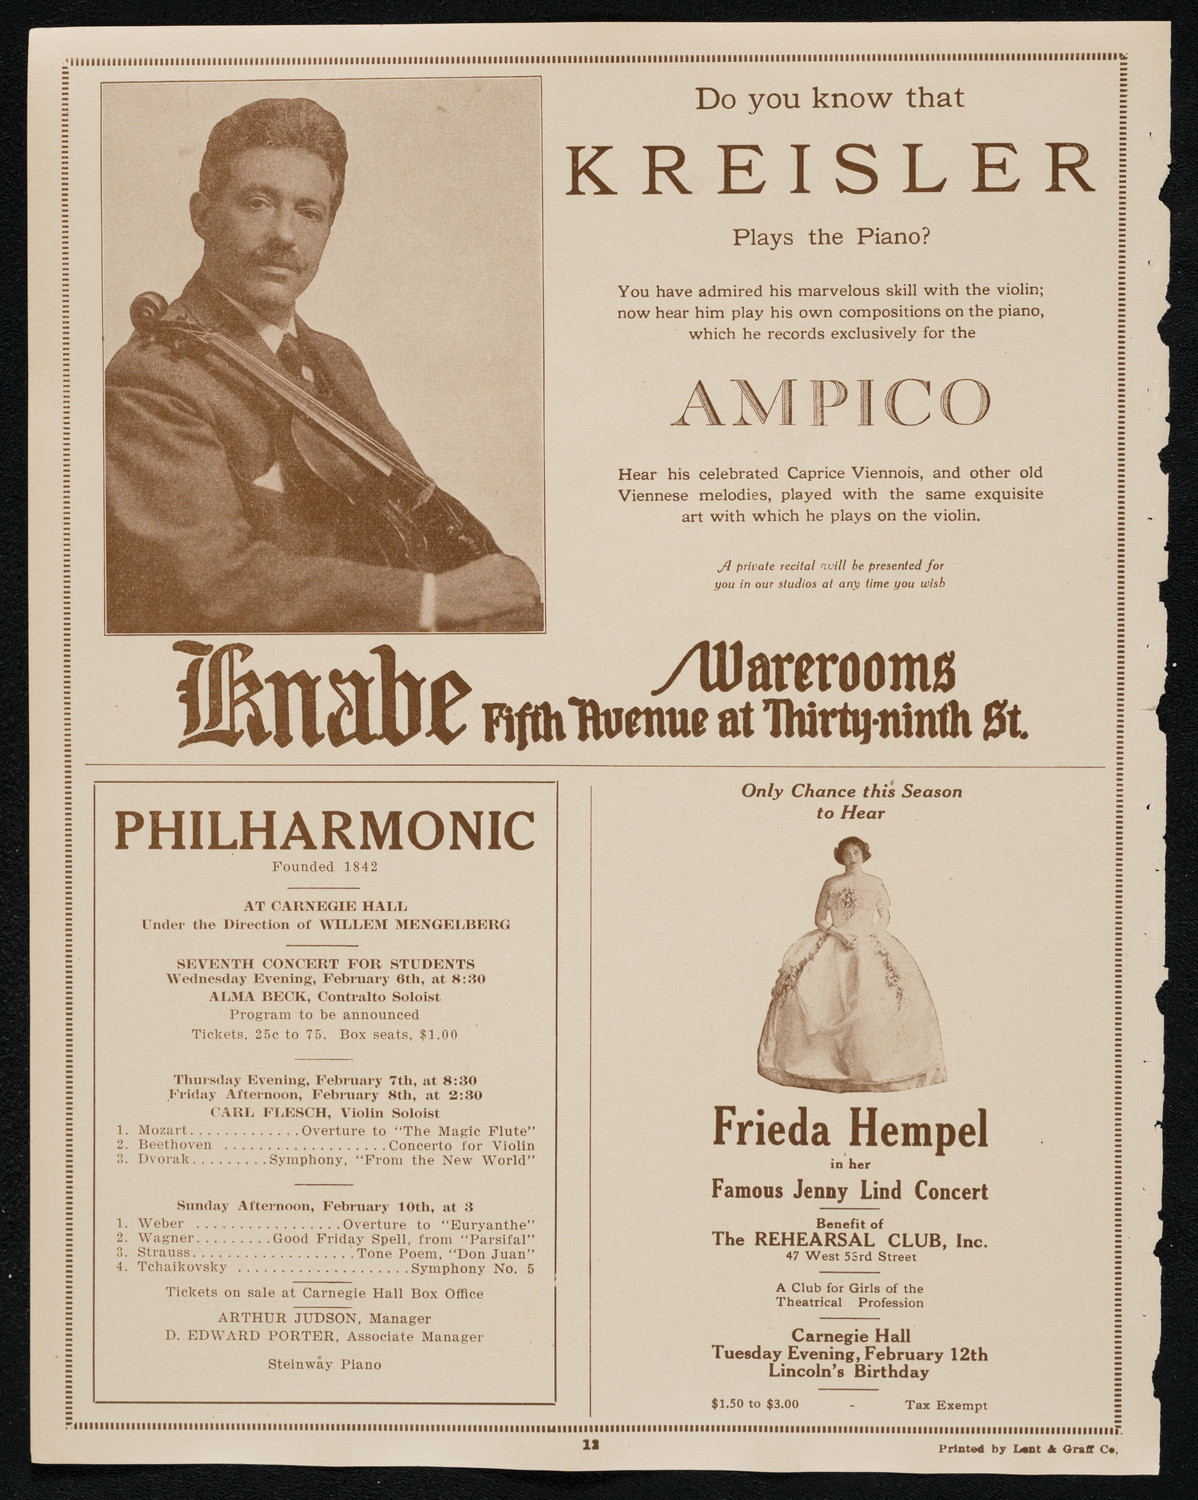 Do you know that
KREISLER
Plays the Piano?
You have admired his marvelous skill with the violin;
now hear him play his own compositions on the piano,
which he records exclusively for the
AMPICO
Hear his celebrated Caprice Viennois, and other old
Viennese melodies, played with the same exquisite
art with which he plays on the violin.
A private recital will be presented for
you in our studios at any time you wish
Knabe Warerooms
Fifth Avenue at Thirty-ninth St.
PHILHARMONIC
Founded 1842
AT CARNEGIE HALL
Under the Direction of WILLEM MENGELBERG
SEVENTH CONCERT FOR STUDENTS
Wednesday Evening, February 6th, at 8:30
ALMA BECK, Contralto Soloist
Program to be announced
Tickets, 25c to 75. Box seats, $1.00
Thursday Evening, February 7th, at 8:30
Friday Afternoon, February 8th, at 2:30
CARL FLESCH, Violin Soloist
1. Mozart.............Overture to "The Magic Flute"
2. Beethoven ...................Concerto for Violin
3. Dvorak.........Symphony, "From the New World"
Sunday Afternoon, February 10th, at 3
1. Weber .................Overture to "Euryanthe"
2. Wagner.........Good Friday Spell, from "Parsifal"
3. Strauss...................Tone Poem, "Don Juan"
4. Tchaikovsky ....................Symphony No. 5
Tickets on sale at Carnegie Hall Box Office
ARTHUR JUDSON, Manager
D. EDWARD PORTER, Associate Manager
Steinway Piano
Only Chance this Season
to Hear
Frieda Hempel
in her
Famous Jenny Lind Concert
Benefit of
The REHEARSAL CLUB, Inc.
47 West 53rd Street
A Club for Girls of the
Theatrical Profession
Carnegie Hall
Tuesday Evening, February 12th
Lincoln's Birthday
$1.50 to $3.00 - Tax Exempt
Printed by Lent & Graff Co.